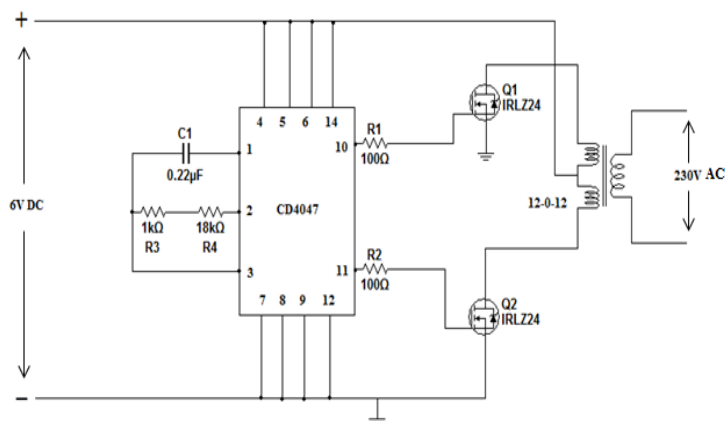 +
4 5 6 14
Q1
IRLZ24
C1
0.22µF
1
10
R1
100Ω
6V DC
1kΩ
R3
18kΩ
R4
2
CD4047
12-0-12
230V AC
3
11
R2
100Ω
7 8 9 12
Q2
IRLZ24
−